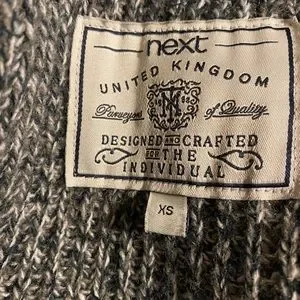 next
UNITED KINGDOM
Purveyors of Quality
DESIGNED AND CRAFTED
FOR THE
INDIVIDUAL
XS